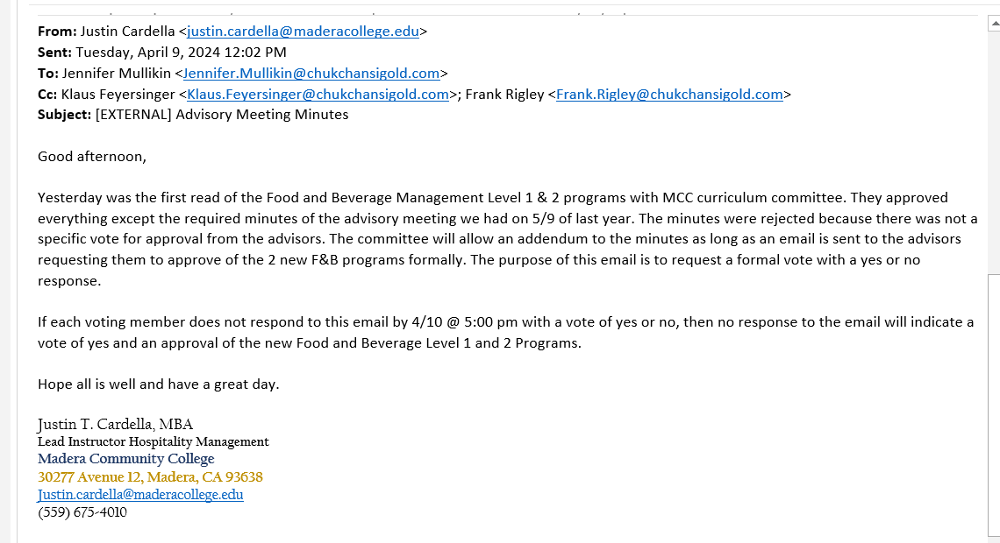 From: Justin Cardella <justin.cardella@maderacollege.edu>
Sent: Tuesday, April 9, 2024 12:02 PM
To: Jennifer Mullikin <Jennifer.Mullikin@chukchansigold.com>
Cc: Klaus Feyersinger <Klaus.Feyersinger@chukchansigold.com>; Frank Rigley <Frank.Rigley@chukchansigold.com>
Subject: [EXTERNAL] Advisory Meeting Minutes
Good afternoon,
Yesterday was the first read of the Food and Beverage Management Level 1 & 2 programs with MCC curriculum committee. They approved
everything except the required minutes of the advisory meeting we had on 5/9 of last year. The minutes were rejected because there was not a
specific vote for approval from the advisors. The committee will allow an addendum to the minutes as long as an email is sent to the advisors
requesting them to approve of the 2 new F&B programs formally. The purpose of this email is to request a formal vote with a yes or no
response.
If each voting member does not respond to this email by 4/10 @ 5:00 pm with a vote of yes or no, then no response to the email will indicate a
vote of yes and an approval of the new Food and Beverage Level 1 and 2 Programs.
Hope all is well and have a great day.
Justin T. Cardella, MBA
Lead Instructor Hospitality Management
Madera Community College
30277 Avenue 12, Madera, CA 93638
Justin.cardella@maderacollege.edu
(559) 675-4010